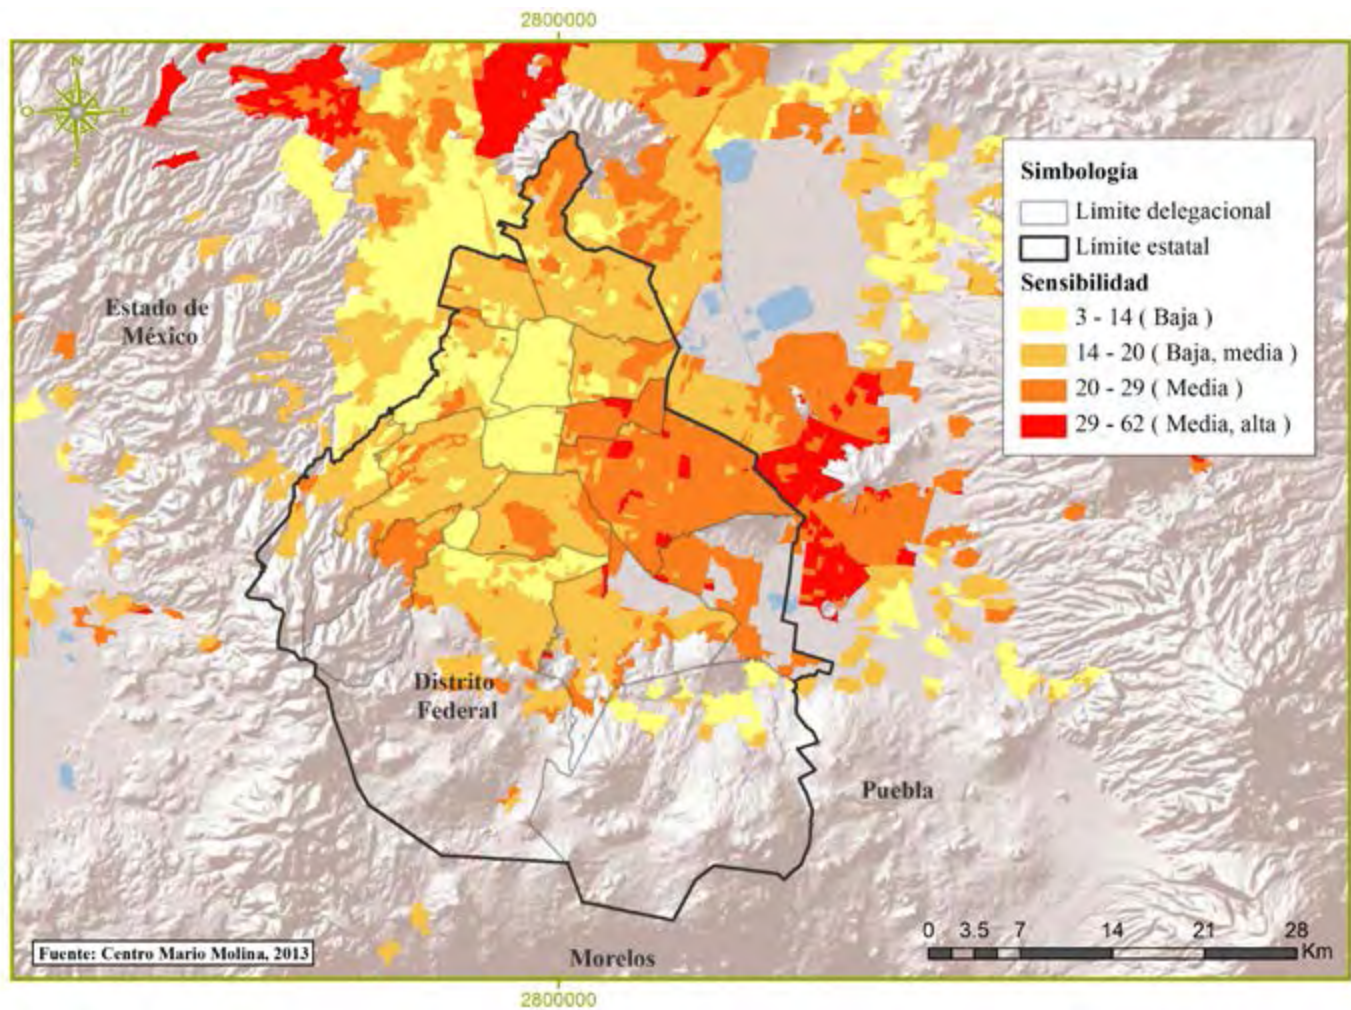 2800000
N
O
E
S
Simbología
Límite delegacional
Límite estatal
Sensibilidad
3 - 14 ( Baja )
14 - 20 ( Baja, media )
20 - 29 ( Media )
29 - 62 ( Media, alta )
Estado de
México
Distrito
Federal
Puebla
Morelos
0 3.5 7 14 21 28
Km
Fuente: Centro Mario Molina, 2013
2800000